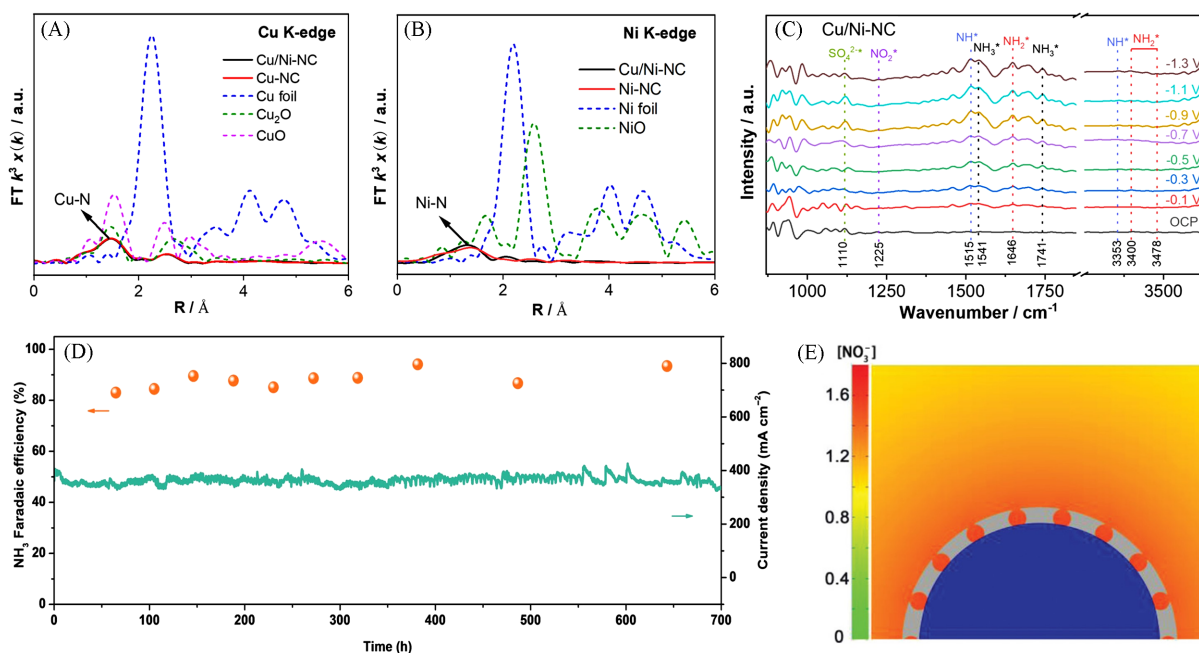 (A) Cu K-edge
Cu/Ni-NC
Cu-NC
Cu foil
Cu₂O
CuO
Cu-N
FT k³ x(k) / a.u.
0 2 4 6
R / Å
(B) Ni K-edge
Cu/Ni-NC
Ni-NC
Ni foil
NiO
Ni-N
FT k³ x(k) / a.u.
0 2 4 6
R / Å
(C) Cu/Ni-NC
SO₄²⁻* NO₂* NH* NH₃* NH₂* NH₃* NH* NH₂*
-1.3 V
-1.1 V
-0.9 V
-0.7 V
-0.5 V
-0.3 V
-0.1 V
OCP
1110 1225 1515 1541 1646 1741 3353 3400 3478
Intensity / a.u.
1000 1250 1500 1750 3500
Wavenumber / cm⁻¹
(D)
NH₃ Faradaic efficiency (%)
100
80
60
40
20
0
0 100 200 300 400 500 600 700
Time (h)
800
600
400
200
0
Current density (mA cm⁻²)
(E)
[NO₃⁻]
1.6
1.2
0.8
0.4
0